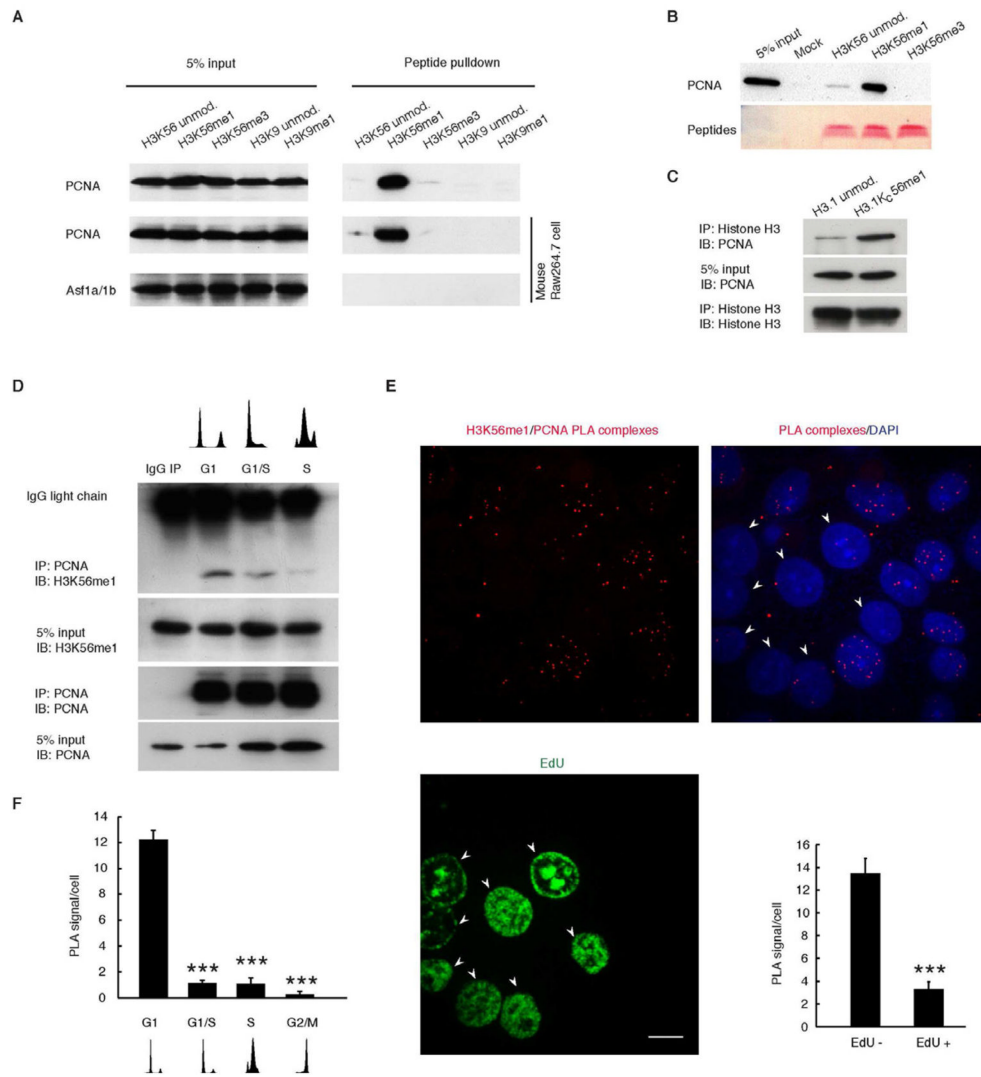 A
5% input
Peptide pulldown
H3K56 unmod.
H3K56me1
H3K56me3
H3K9 unmod.
H3K9me1
H3K56 unmod.
H3K56me1
H3K56me3
H3K9 unmod.
H3K9me1
PCNA
PCNA
Asf1a/1b
Mouse
Raw264.7 cell
B
5% input
Mock
H3K56 unmod.
H3K56me1
H3K56me3
PCNA
Peptides
C
H3.1 unmod.
H3.1KC56me1
IP: Histone H3
IB: PCNA
5% input
IB: PCNA
IP: Histone H3
IB: Histone H3
D
IgG IP
G1
G1/S
S
IgG light chain
IP: PCNA
IB: H3K56me1
5% input
IB: H3K56me1
IP: PCNA
IB: PCNA
5% input
IB: PCNA
E
H3K56me1/PCNA PLA complexes
PLA complexes/DAPI
EdU
16
14
12
10
8
6
4
2
0
PLA signal/cell
***
EdU -
EdU +
F
14
12
10
8
6
4
2
0
PLA signal/cell
***
***
***
G1
G1/S
S
G2/M